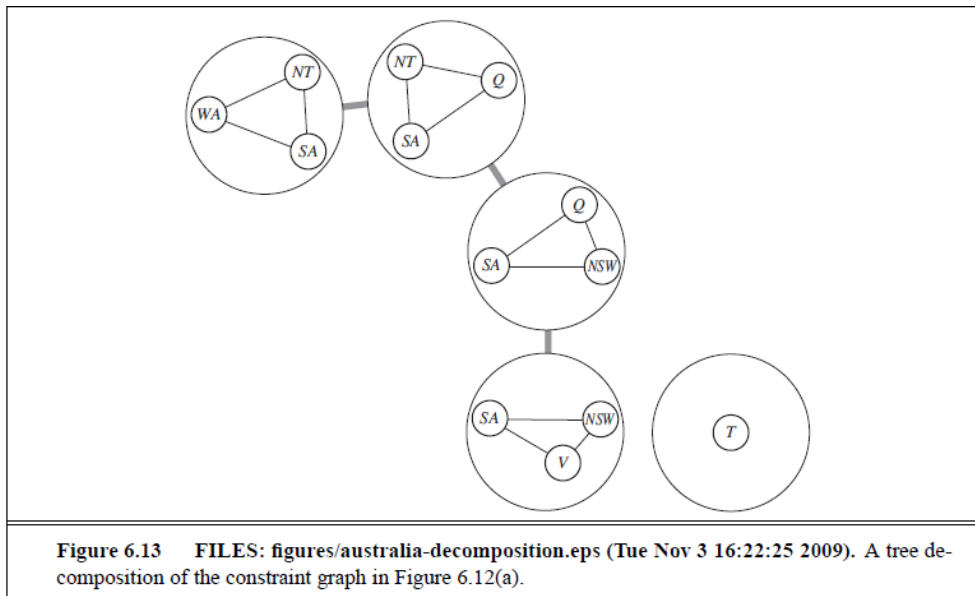 NT
WA
SA
NT
Q
SA
Q
SA
NSW
SA
NSW
V
T
Figure 6.13 FILES: figures/australia-decomposition.eps (Tue Nov 3 16:22:25 2009). A tree de-
composition of the constraint graph in Figure 6.12(a).